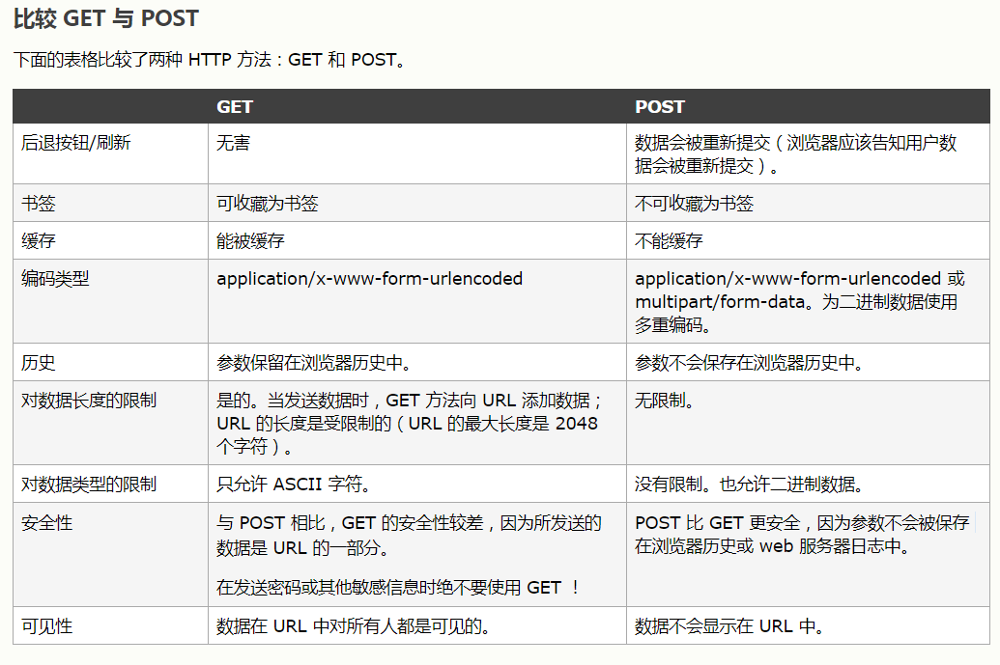 比较 GET 与 POST
下面的表格比较了两种 HTTP 方法：GET 和 POST。
GET POST
后退按钮/刷新 无害 数据会被重新提交（浏览器应该告知用户数
据会被重新提交）。
书签 可收藏为书签 不可收藏为书签
缓存 能被缓存 不能缓存
编码类型 application/x-www-form-urlencoded application/x-www-form-urlencoded 或
multipart/form-data。为二进制数据使用
多重编码。
历史 参数保留在浏览器历史中。 参数不会保存在浏览器历史中。
对数据长度的限制 是的。当发送数据时，GET 方法向 URL 添加数据； 无限制。
URL 的长度是受限制的（URL 的最大长度是 2048
个字符）。
对数据类型的限制 只允许 ASCII 字符。 没有限制。也允许二进制数据。
安全性 与 POST 相比，GET 的安全性较差，因为所发送的 POST 比 GET 更安全，因为参数不会被保存
数据是 URL 的一部分。 在浏览器历史或 web 服务器日志中。
在发送密码或其他敏感信息时绝不要使用 GET ！
可见性 数据在 URL 中对所有人都是可见的。 数据不会显示在 URL 中。